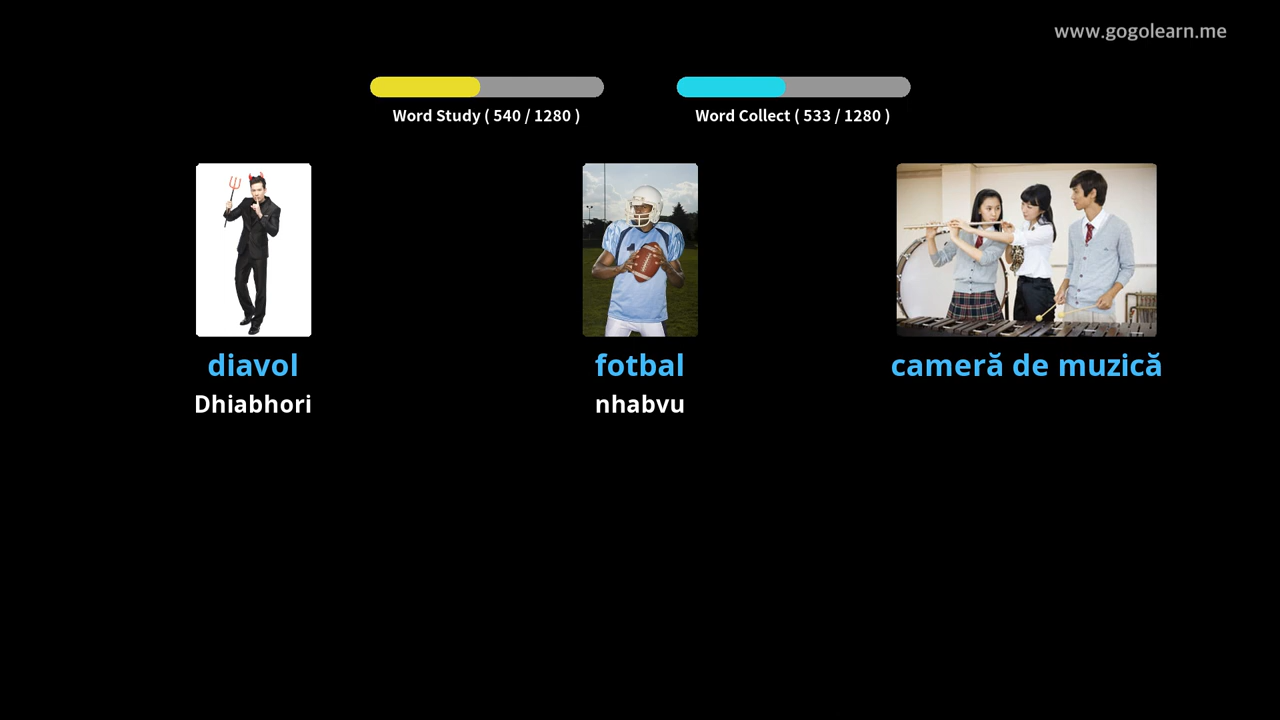 www.gogolearn.me
Word Study ( 540 / 1280 )
Word Collect ( 533 / 1280 )
diavol
fotbal
cameră de muzică
Dhiabhori
nhabvu